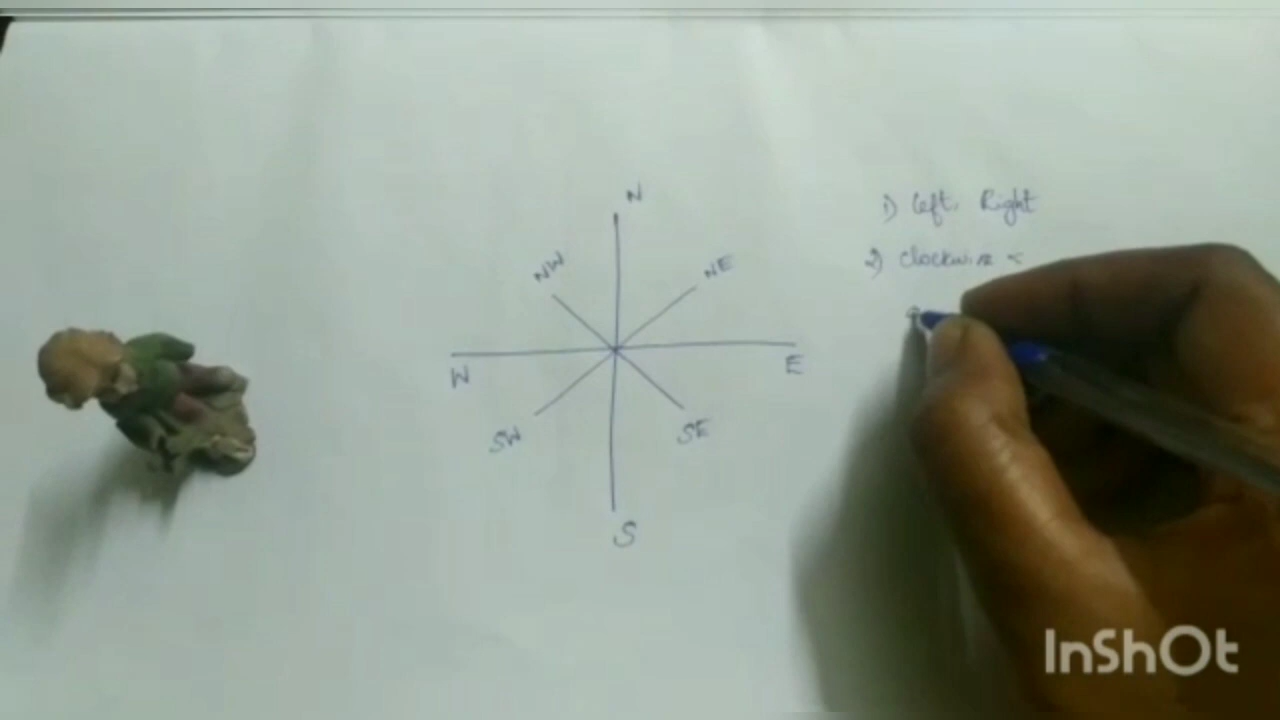 N
NW
NE
W
E
SW
SE
S
1) Left, Right
2) Clockwise
InShOt